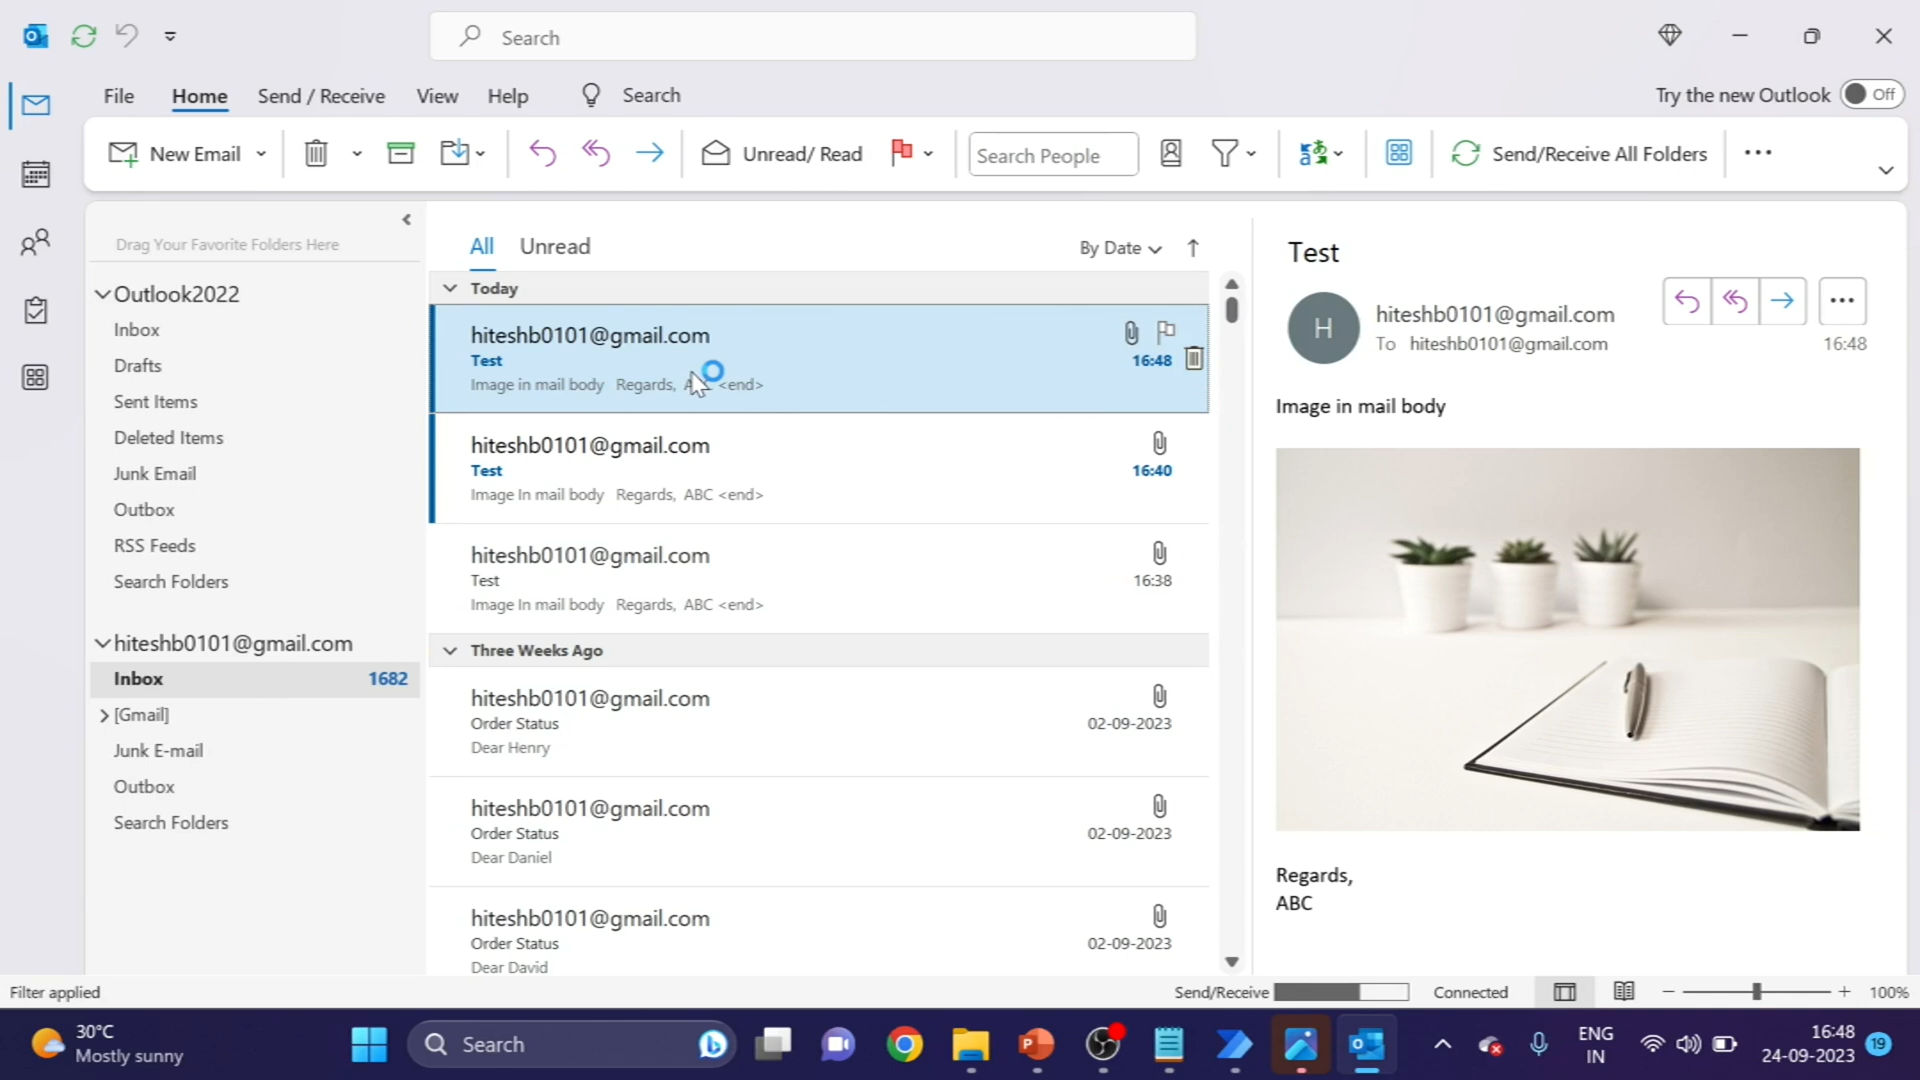 Search
File Home Send / Receive View Help Search
Try the new Outlook Off
New Email Unread/ Read Search People Send/Receive All Folders
Drag Your Favorite Folders Here
Outlook2022
Inbox
Drafts
Sent Items
Deleted Items
Junk Email
Outbox
RSS Feeds
Search Folders
hiteshb0101@gmail.com
Inbox 1682
[Gmail]
Junk E-mail
Outbox
Search Folders
All Unread By Date
Today
hiteshb0101@gmail.com
Test 16:48
Image in mail body Regards, <end>
hiteshb0101@gmail.com
Test 16:40
Image In mail body Regards, ABC <end>
hiteshb0101@gmail.com
Test 16:38
Image In mail body Regards, ABC <end>
Three Weeks Ago
hiteshb0101@gmail.com
Order Status 02-09-2023
Dear Henry
hiteshb0101@gmail.com
Order Status 02-09-2023
Dear Daniel
hiteshb0101@gmail.com
Order Status 02-09-2023
Dear David
Test
H
hiteshb0101@gmail.com
To hiteshb0101@gmail.com 16:48
Image in mail body
Regards,
ABC
Filter applied Send/Receive Connected 100%
30°C
Mostly sunny
Search
ENG
IN
16:48
24-09-2023
19